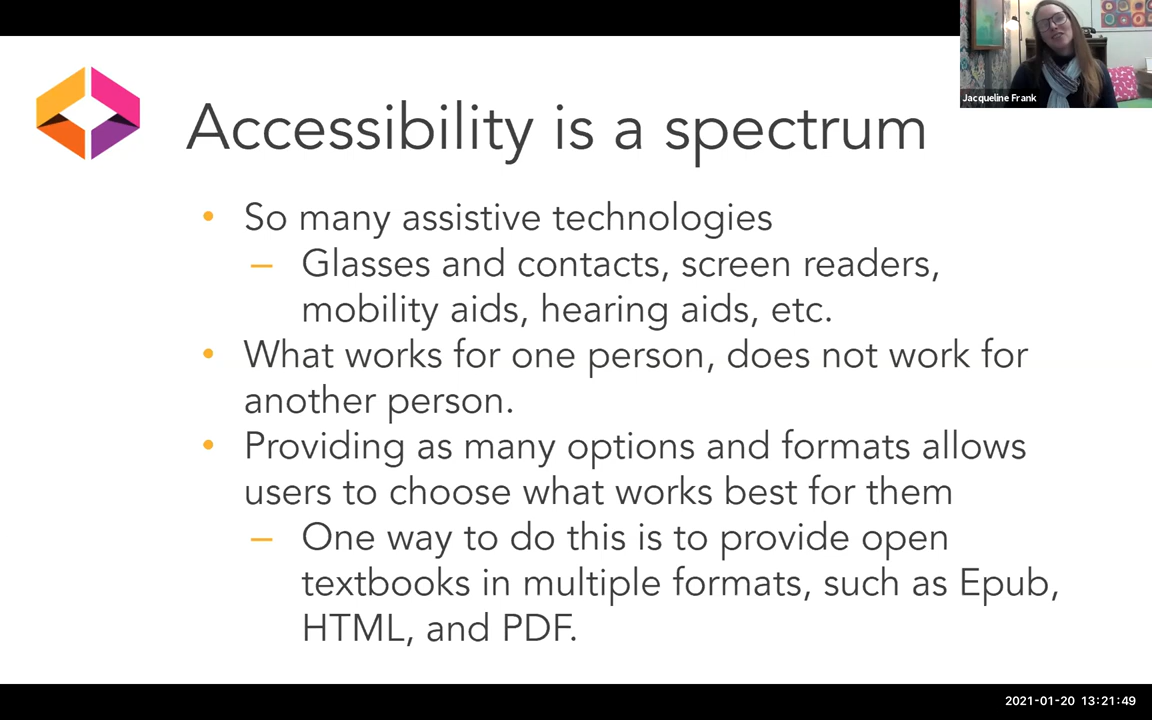 Jacqueline Frank
Accessibility is a spectrum
• So many assistive technologies
– Glasses and contacts, screen readers,
mobility aids, hearing aids, etc.
• What works for one person, does not work for
another person.
• Providing as many options and formats allows
users to choose what works best for them
– One way to do this is to provide open
textbooks in multiple formats, such as Epub,
HTML, and PDF.
2021-01-20 13:21:49